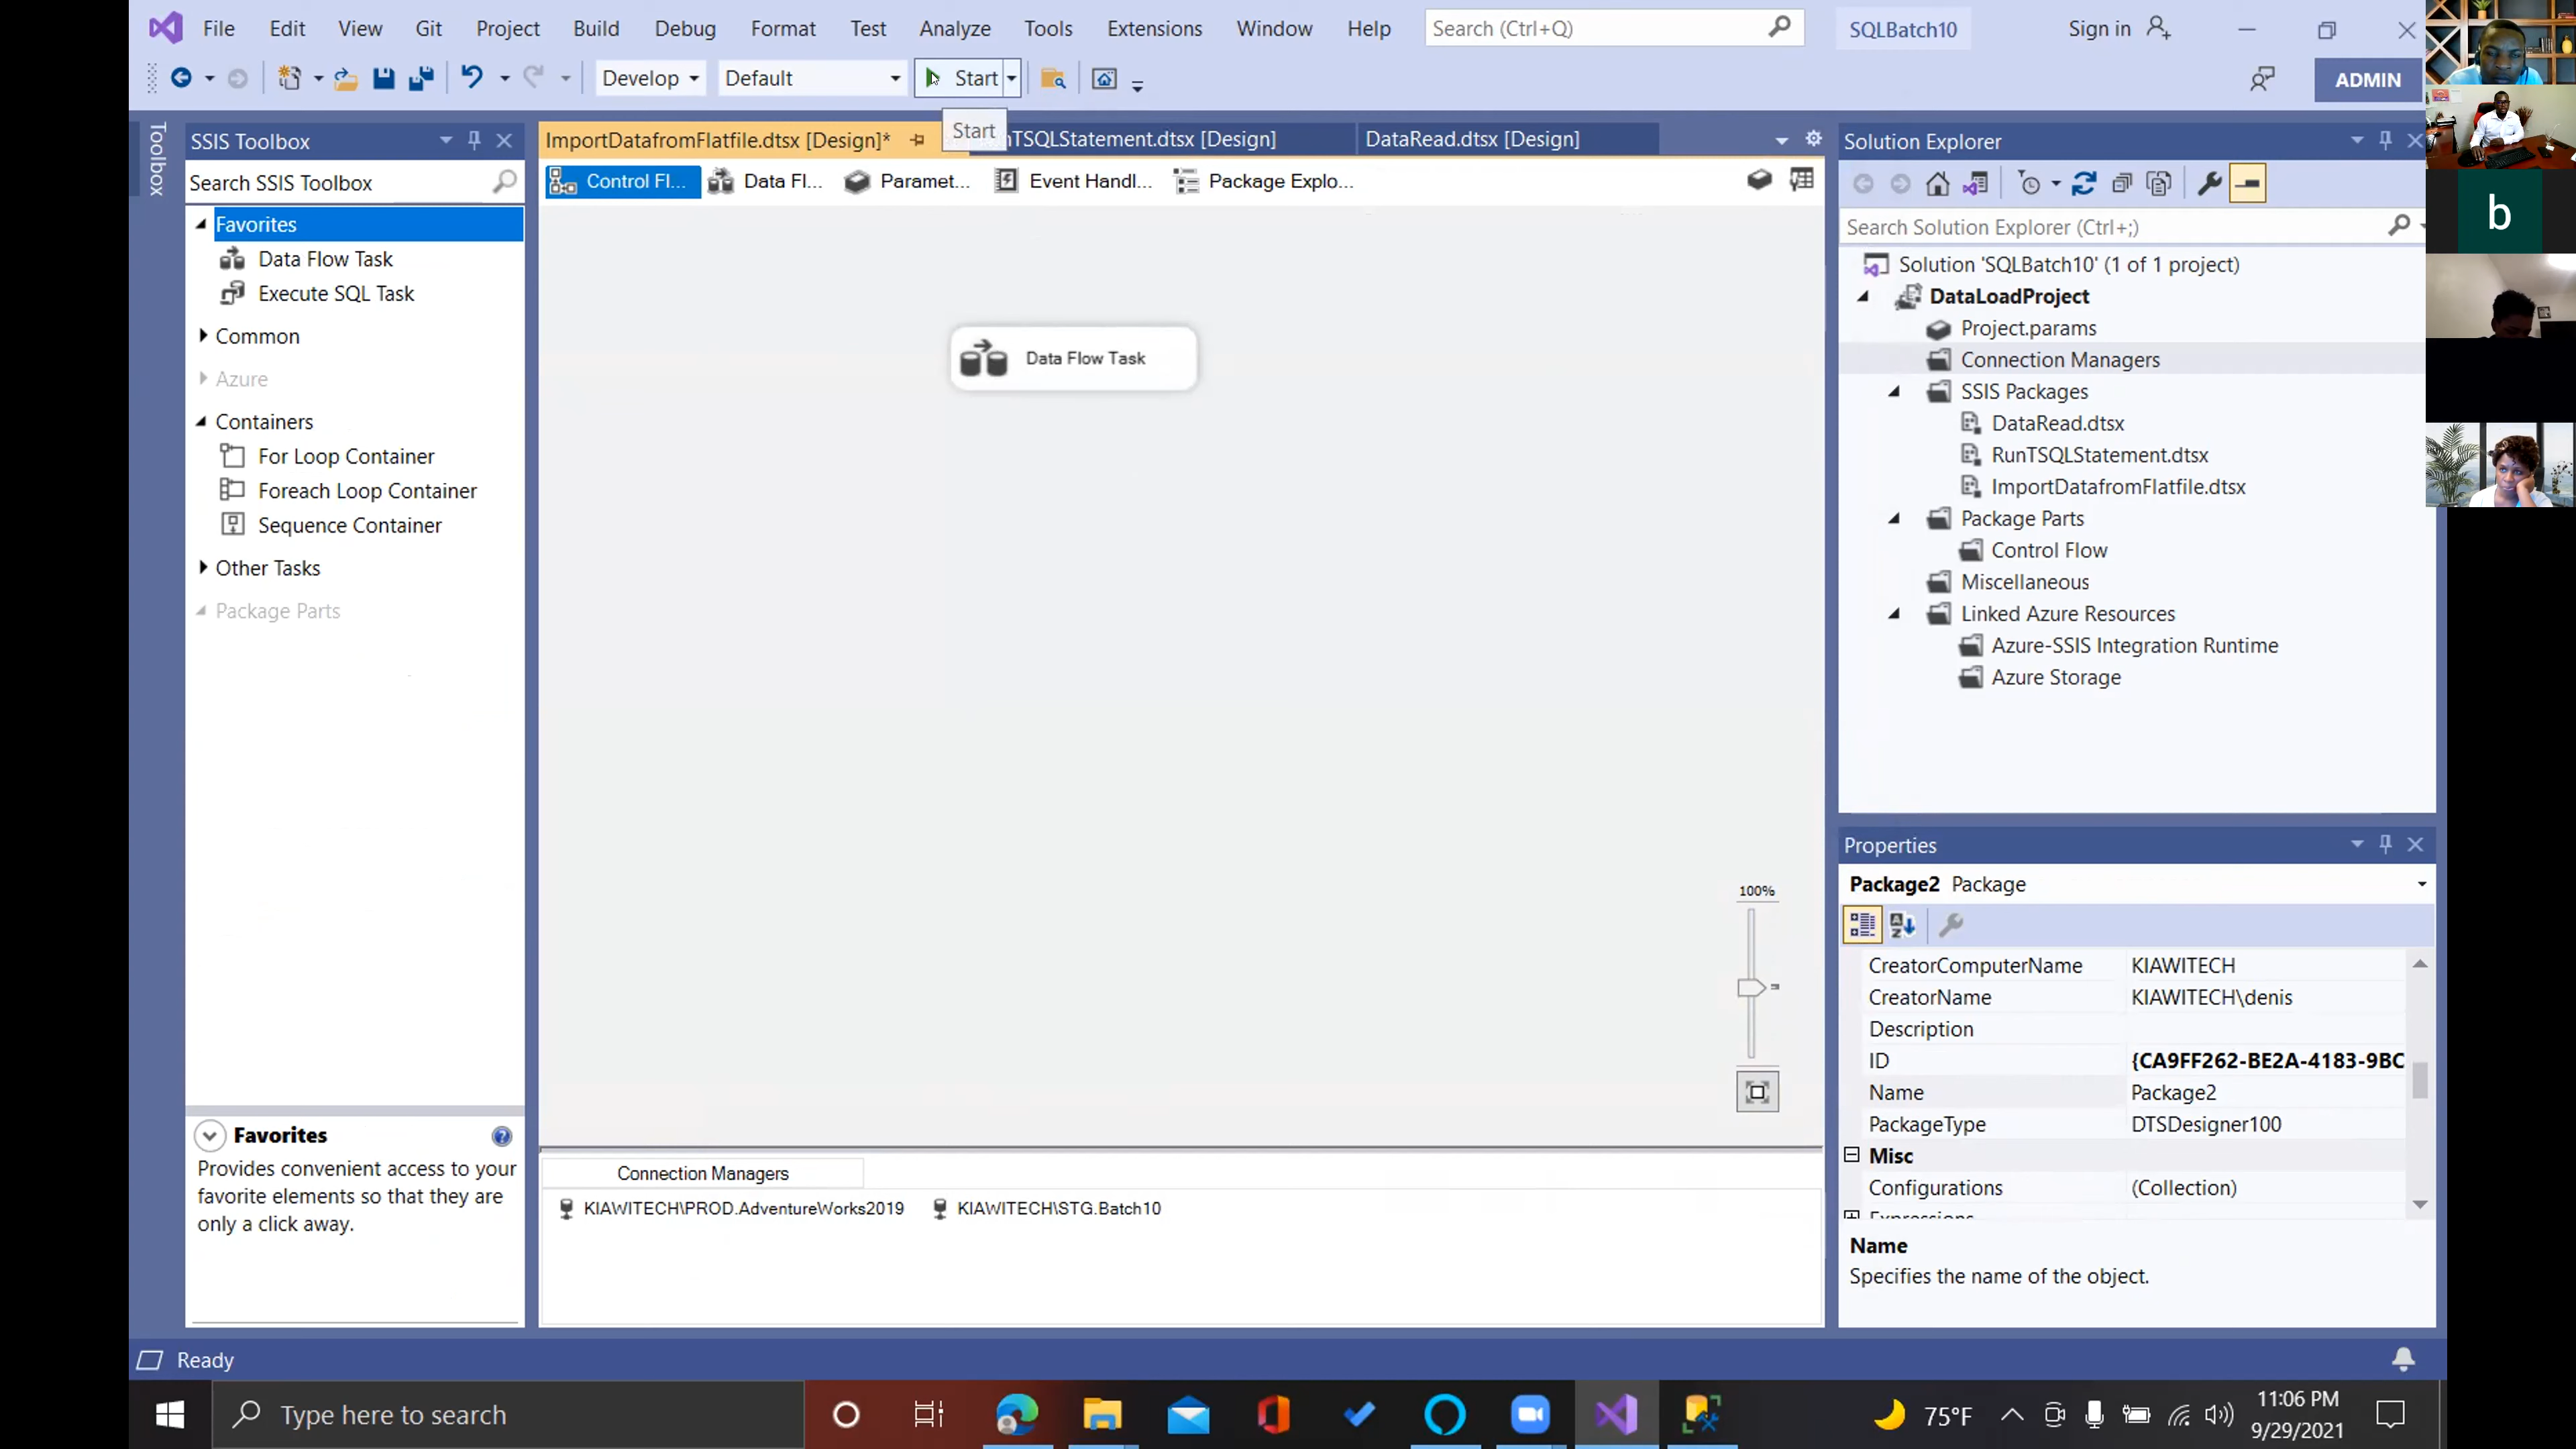 File Edit View Git Project Build Debug Format Test Analyze Tools Extensions Window Help Search (Ctrl+Q) SQLBatch10 Sign in
Develop Default Start ADMIN
Start
Toolbox
SSIS Toolbox
Search SSIS Toolbox
Favorites
Data Flow Task
Execute SQL Task
Common
Azure
Containers
For Loop Container
Foreach Loop Container
Sequence Container
Other Tasks
Package Parts
Favorites
Provides convenient access to your
favorite elements so that they are
only a click away.
ImportDatafromFlatfile.dtsx [Design]* nTSQLStatement.dtsx [Design] DataRead.dtsx [Design]
Control Fl... Data Fl... Paramet... Event Handl... Package Explo...
Data Flow Task
100%
Connection Managers
KIAWITECH\PROD.AdventureWorks2019 KIAWITECH\STG.Batch10
Solution Explorer
Search Solution Explorer (Ctrl+;)
Solution 'SQLBatch10' (1 of 1 project)
DataLoadProject
Project.params
Connection Managers
SSIS Packages
DataRead.dtsx
RunTSQLStatement.dtsx
ImportDatafromFlatfile.dtsx
Package Parts
Control Flow
Miscellaneous
Linked Azure Resources
Azure-SSIS Integration Runtime
Azure Storage
b
Properties
Package2 Package
CreatorComputerName KIAWITECH
CreatorName KIAWITECH\denis
Description
ID {CA9FF262-BE2A-4183-9BC
Name Package2
PackageType DTSDesigner100
Misc
Configurations (Collection)
Expressions
Name
Specifies the name of the object.
Ready
Type here to search
75°F
11:06 PM
9/29/2021